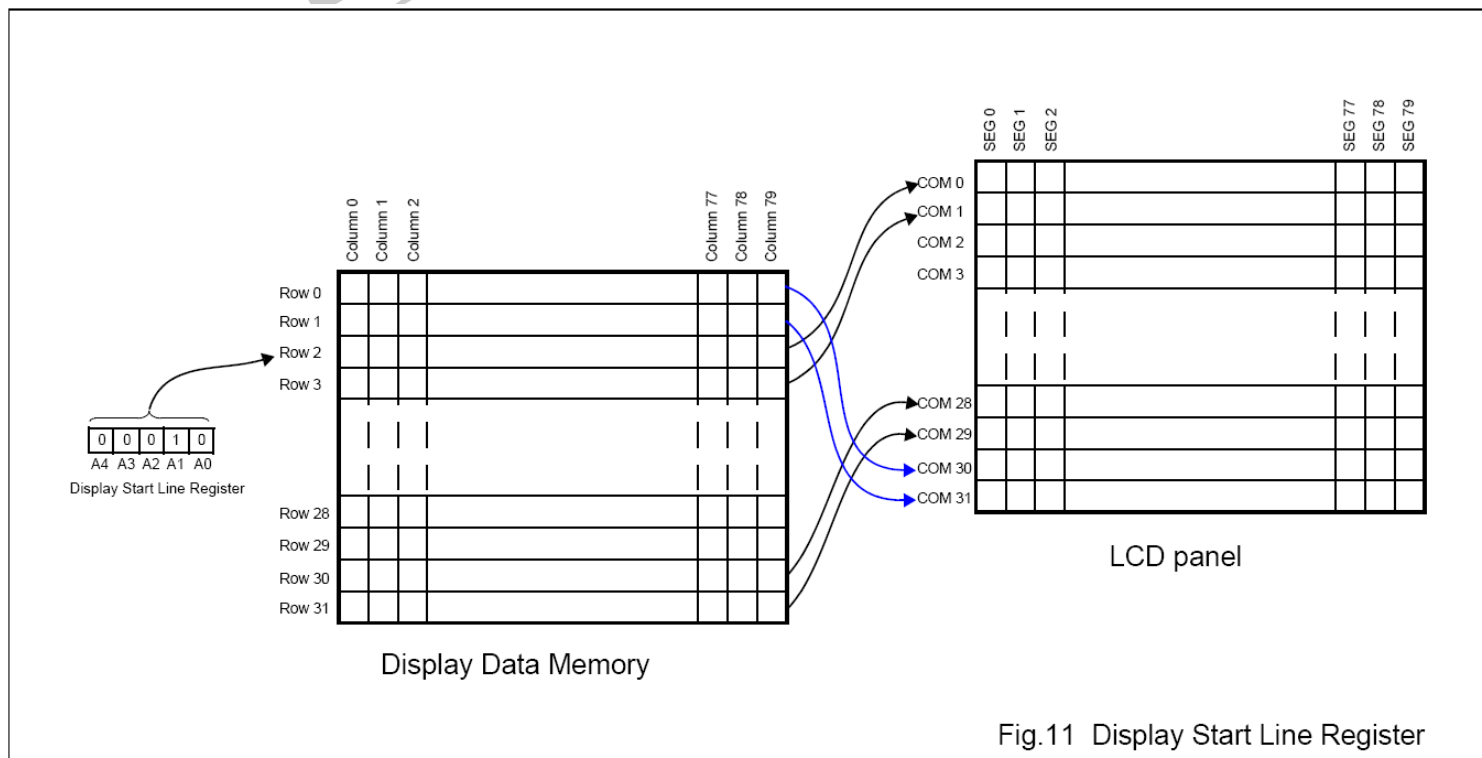 SEG 0
SEG 1
SEG 2
SEG 77
SEG 78
SEG 79
COM 0
COM 1
COM 2
COM 3
COM 28
COM 29
COM 30
COM 31
LCD panel
Column 0
Column 1
Column 2
Column 77
Column 78
Column 79
Row 0
Row 1
Row 2
Row 3
Row 28
Row 29
Row 30
Row 31
Display Data Memory
0 0 0 1 0
A4 A3 A2 A1 A0
Display Start Line Register
Fig.11 Display Start Line Register